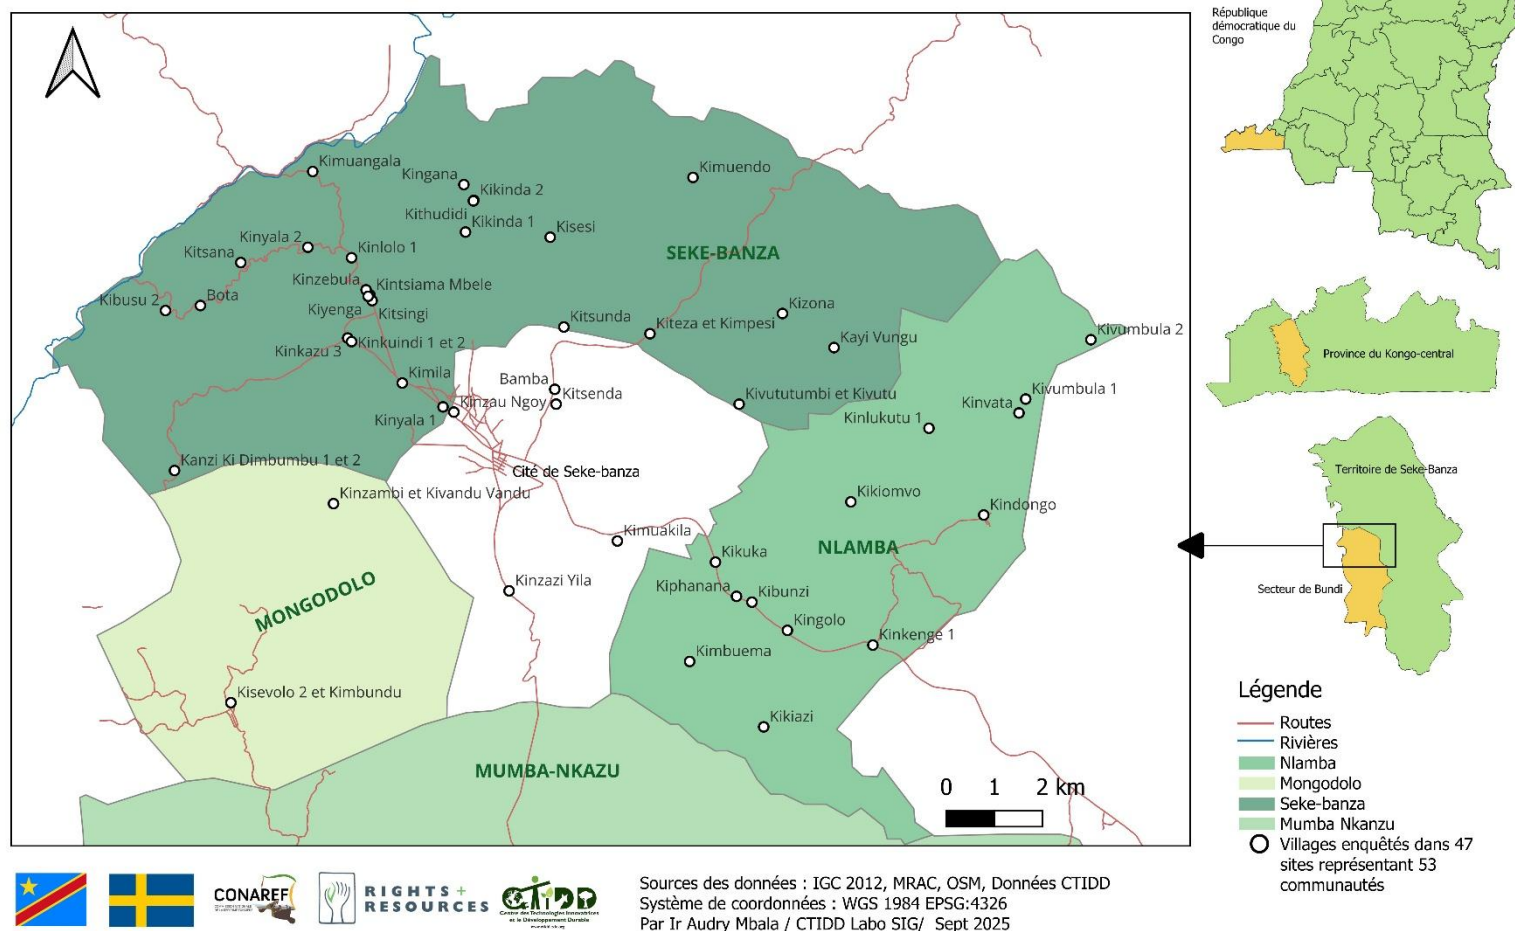 République
démocratique du
Congo
Kimuangala
Kingana
Kikinda 2
Kimuendo
Kithudidi
Kikinda 1
Kisesi
Kinyala 2
Kitsana
Kinlolo 1
SEKE-BANZA
Kinzebula
Kintsiama Mbele
Kibusu 2
Bota
Kiyenga
Kitsingi
Kizona
Kitsunda
Kiteza et Kimpesi
Kivumbula 2
Kinkazu 3
Kinkuindi 1 et 2
Kayi Vungu
Province du Kongo-central
Kimila
Bamba
Kitsenda
Kivututumbi et Kivutu
Kivumbula 1
Kinzau Ngoy
Kinvata
Kinyala 1
Kinlukutu 1
Kanzi Ki Dimbumbu 1 et 2
Cité de Seke-banza
Territoire de Seke-Banza
Kinzambi et Kivandu Vandu
Kikiomvo
Kindongo
Kimuakila
NLAMBA
Kikuka
Kinzazi Yila
Kiphanana
Kibunzi
Secteur de Bundi
MONGODOLO
Kingolo
Kinkenge 1
Kimbuema
Kisevolo 2 et Kimbundu
Kikiazi
MUMBA-NKAZU
0 1 2 km
Légende
Routes
Rivières
Nlamba
Mongodolo
Seke-banza
Mumba Nkanzu
Villages enquêtés dans 47
sites représentant 53
communautés
CONAREF
RIGHTS +
RESOURCES
CTIDD
Centre des Technologies Innovatrices
et le Développement Durable
Sources des données : IGC 2012, MRAC, OSM, Données CTIDD
Système de coordonnées : WGS 1984 EPSG:4326
Par Ir Audry Mbala / CTIDD Labo SIG/ Sept 2025